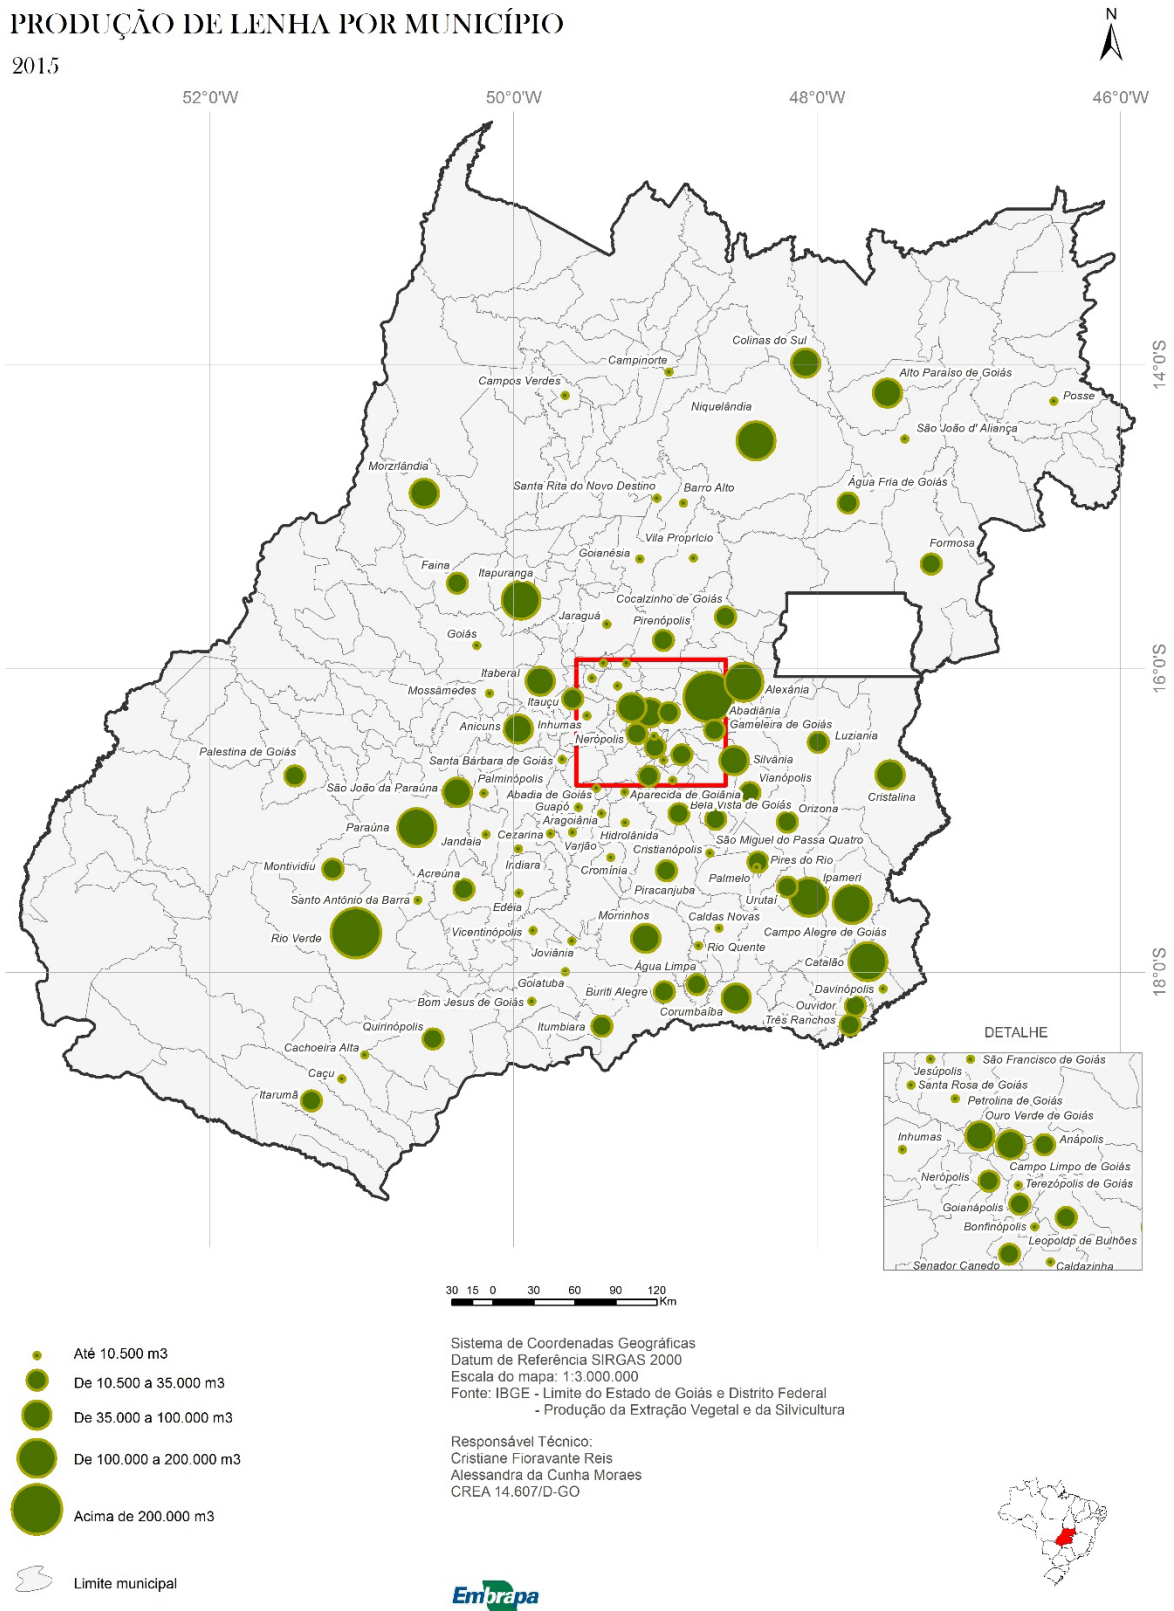 PRODUÇÃO DE LENHA POR MUNICÍPIO
2015
N
52°0'W
50°0'W
48°0'W
46°0'W
Colinas do Sul
14°0'S
Campinorte
Alto Paraíso de Goiás
Campos Verdes
Posse
Niquelândia
São João d' Aliança
Morzrlândia
Santa Rita do Novo Destino
Barro Alto
Água Fria de Goiás
Vila Proprício
Formosa
Goianésia
Faina
Itapuranga
Cocalzinho de Goiás
Jaraguá
Pirenópolis
Goiás
16°0'S
Itaberaí
Mossâmedes
Alexânia
Itauçu
Abadiânia
Inhumas
Gameleira de Goiás
Anicuns
Luziania
Nerópolis
Palestina de Goiás
Santa Bárbara de Goiás
Silvânia
Palminópolis
Vianópolis
São João da Paraúna
Abadia de Goiás
Aparecida de Goiânia
Cristalina
Guapó
Bela Vista de Goiás
Orizona
Aragoiânia
Paraúna
Jandaia
Cezarina
Hidrolânida
São Miguel do Passa Quatro
Varjão
Cristianópolis
Montividiu
Indiara
Cromínia
Pires do Rio
Acreúna
Palmelo
Ipameri
Piracanjuba
Santo Antônio da Barra
Edéia
Urutaí
Morrinhos
Caldas Novas
Vicentinópolis
Campo Alegre de Goiás
Rio Verde
Joviânia
Rio Quente
Água Limpa
Catalão
18°0'S
Goiatuba
Buriti Alegre
Davinópolis
Bom Jesus de Goiás
Corumbaíba
Ouvidor
Quirinópolis
Itumbiara
Três Ranchos
Cachoeira Alta
Caçu
Itarumã
DETALHE
São Francisco de Goiás
Jesúpolis
Santa Rosa de Goiás
Petrolina de Goiás
Ouro Verde de Goiás
Inhumas
Anápolis
Campo Limpo de Goiás
Nerópolis
Terezópolis de Goiás
Goianápolis
Bonfinópolis
Leopoldp de Bulhões
Senador Canedo
Caldazinha
30 15 0 30 60 90 120
Km
Sistema de Coordenadas Geográficas
Datum de Referência SIRGAS 2000
Escala do mapa: 1:3.000.000
Fonte: IBGE - Limite do Estado de Goiás e Distrito Federal
- Produção da Extração Vegetal e da Silvicultura
Responsável Técnico:
Cristiane Fioravante Reis
Alessandra da Cunha Moraes
CREA 14.607/D-GO
Até 10.500 m3
De 10.500 a 35.000 m3
De 35.000 a 100.000 m3
De 100.000 a 200.000 m3
Acima de 200.000 m3
Limite municipal
Embrapa